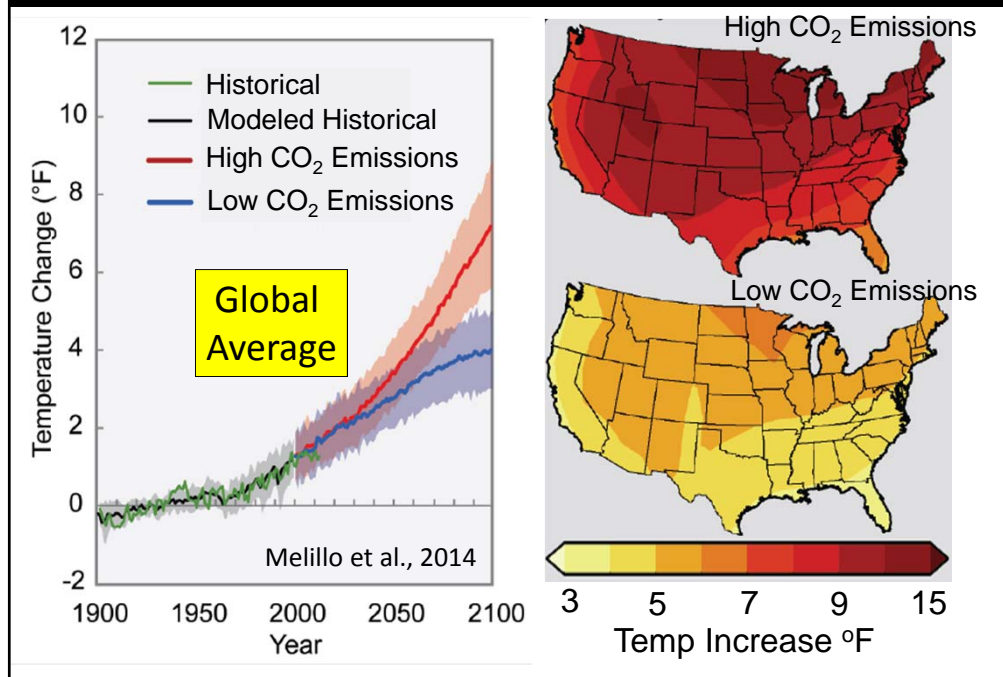 12
10
8
6
4
2
0
-2
Temperature Change (°F)
Historical
Modeled Historical
High CO₂ Emissions
Low CO₂ Emissions
Global
Average
Melillo et al., 2014
1900 1950 2000 2050 2100
Year
High CO₂ Emissions
Low CO₂ Emissions
3 5 7 9 15
Temp Increase ºF